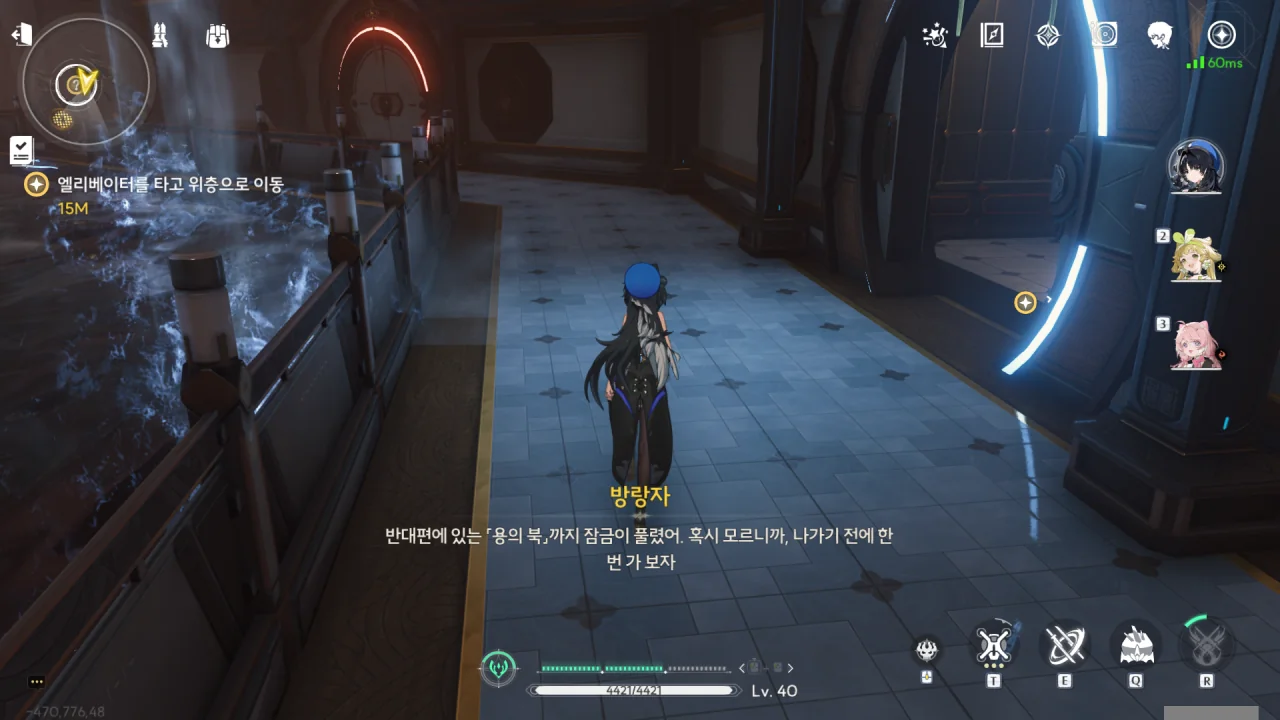 60ms
엘리베이터를 타고 위층으로 이동
15M
2
3
방랑자
반대편에 있는 「용의 북」까지 잠금이 풀렸어. 혹시 모르니까, 나가기 전에 한
번 가 보자
4421/4421
Lv. 40
T
E
Q
R
-470,776,48